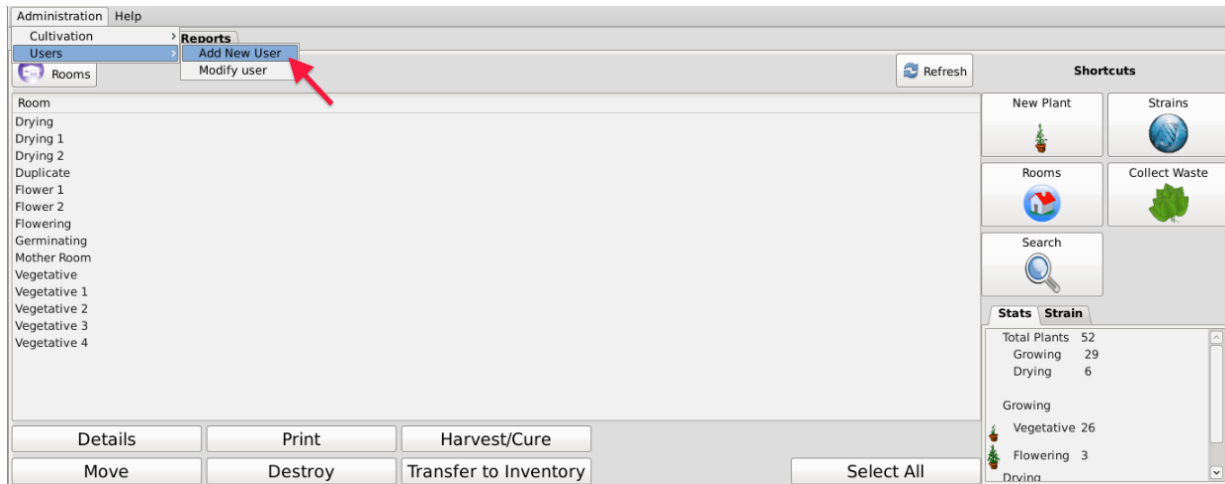 Administration Help
Cultivation
Reports
Users
Add New User
Modify user
Rooms
Refresh
Shortcuts
Room
Drying
Drying 1
Drying 2
Duplicate
Flower 1
Flower 2
Flowering
Germinating
Mother Room
Vegetative
Vegetative 1
Vegetative 2
Vegetative 3
Vegetative 4
New Plant
Strains
Rooms
Collect Waste
Search
Stats Strain
Total Plants 52
Growing 29
Drying 6
Growing
Vegetative 26
Flowering 3
Drying
Details Print Harvest/Cure
Move Destroy Transfer to Inventory Select All